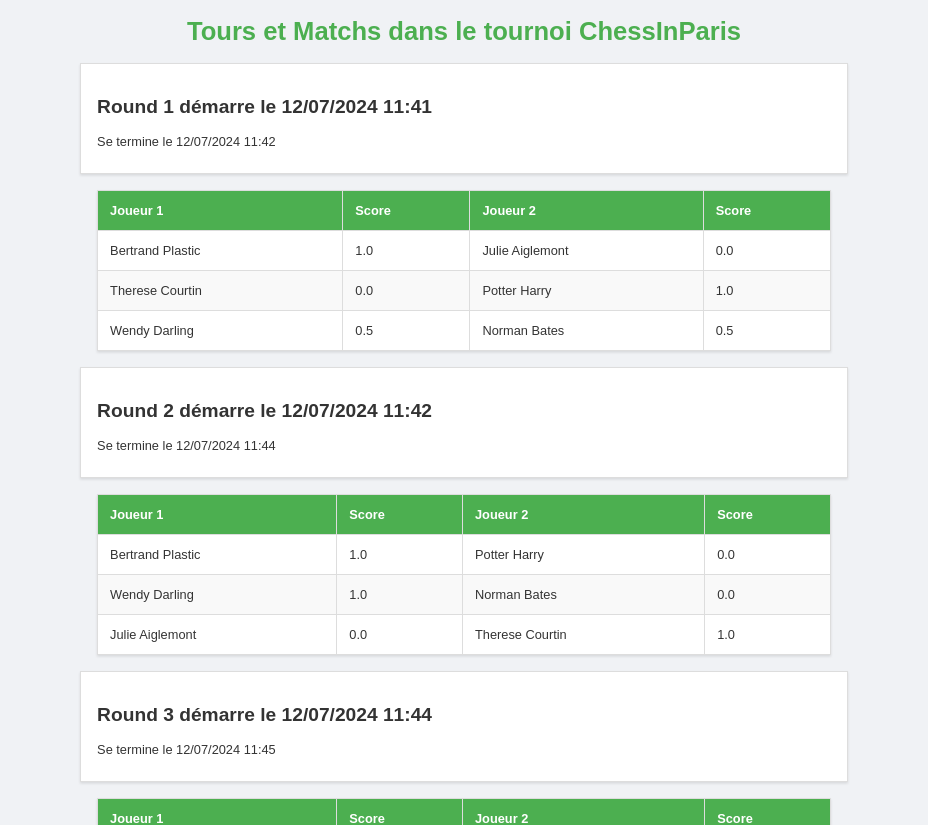 Tours et Matchs dans le tournoi ChessInParis
Round 1 démarre le 12/07/2024 11:41
Se termine le 12/07/2024 11:42
Joueur 1 Score Joueur 2 Score
Bertrand Plastic 1.0 Julie Aiglemont 0.0
Therese Courtin 0.0 Potter Harry 1.0
Wendy Darling 0.5 Norman Bates 0.5
Round 2 démarre le 12/07/2024 11:42
Se termine le 12/07/2024 11:44
Joueur 1 Score Joueur 2 Score
Bertrand Plastic 1.0 Potter Harry 0.0
Wendy Darling 1.0 Norman Bates 0.0
Julie Aiglemont 0.0 Therese Courtin 1.0
Round 3 démarre le 12/07/2024 11:44
Se termine le 12/07/2024 11:45
Joueur 1 Score Joueur 2 Score